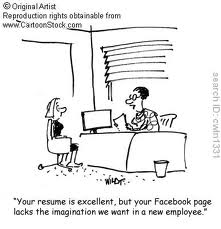 © Original Artist
Reproduction rights obtainable from
www.CartoonStock.com
search ID: cwln1331
WILBUR
"Your resume is excellent, but your Facebook page
lacks the imagination we want in a new employee."